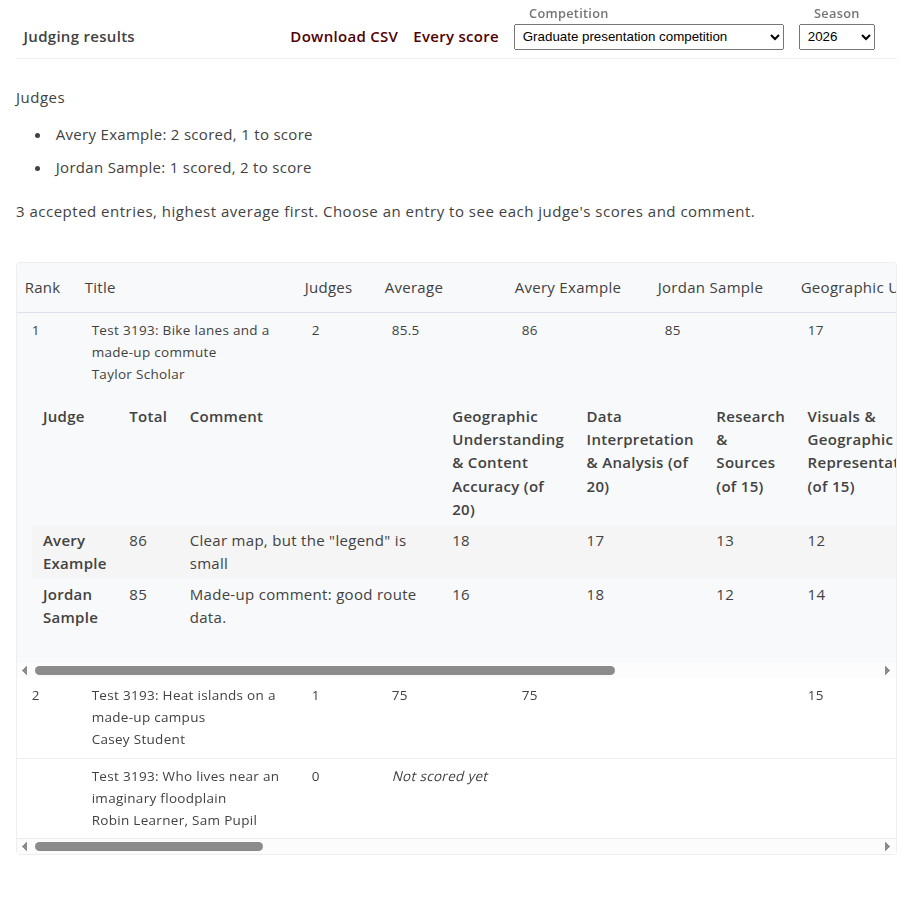 Competition
Season
Judging results
Download CSV
Every score
Graduate presentation competition
2026
Judges
Avery Example: 2 scored, 1 to score
Jordan Sample: 1 scored, 2 to score
3 accepted entries, highest average first. Choose an entry to see each judge's scores and comment.
Rank Title Judges Average Avery Example Jordan Sample Geographic U
1 Test 3193: Bike lanes and a 2 85.5 86 85 17
made-up commute
Taylor Scholar
Judge Total Comment Geographic Data Research Visuals &
Understanding Interpretation & Geographic
& Content & Analysis (of Sources Representat
Accuracy (of 20) (of 15) (of 15)
20)
Avery 86 Clear map, but the "legend" is 18 17 13 12
Example small
Jordan 85 Made-up comment: good route 16 18 12 14
Sample data.
2 Test 3193: Heat islands on a 1 75 75 15
made-up campus
Casey Student
Test 3193: Who lives near an 0 Not scored yet
imaginary floodplain
Robin Learner, Sam Pupil